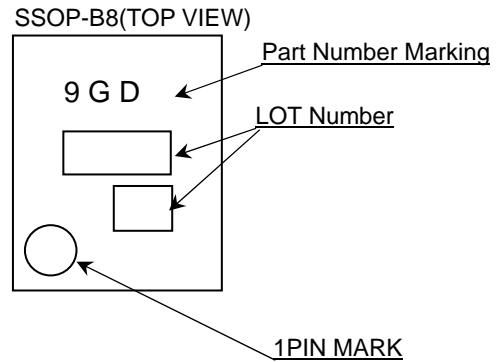 SSOP-B8(TOP VIEW)
Part Number Marking
9 G D
LOT Number
1PIN MARK